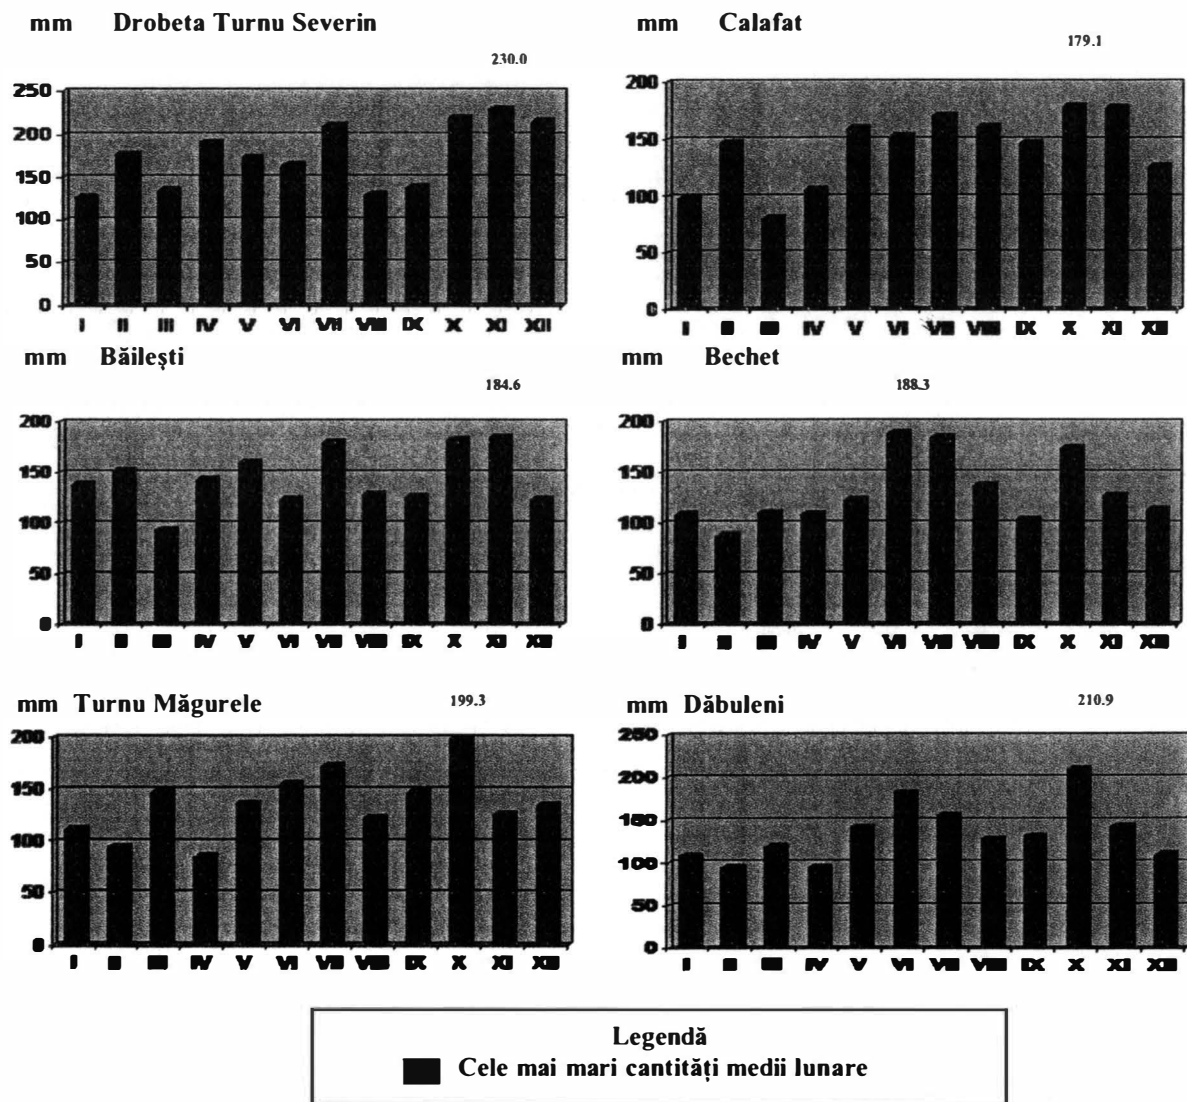 mm Drobeta Turnu Severin
230.0
250
200
150
100
50
0
I II III IV V VI VII VIII IX X XI XII
mm Calafat
179.1
200
150
100
50
0
I II III IV V VI VII VIII IX X XI XII
mm Băilești
184.6
200
150
100
50
0
I II III IV V VI VII VIII IX X XI XII
mm Bechet
188.3
200
150
100
50
0
I II III IV V VI VII VIII IX X XI XII
mm Turnu Măgurele
199.3
200
150
100
50
0
I II III IV V VI VII VIII IX X XI XII
mm Dăbuleni
210.9
250
200
150
100
50
0
I II III IV V VI VII VIII IX X XI XII
Legendă
Cele mai mari cantități medii lunare